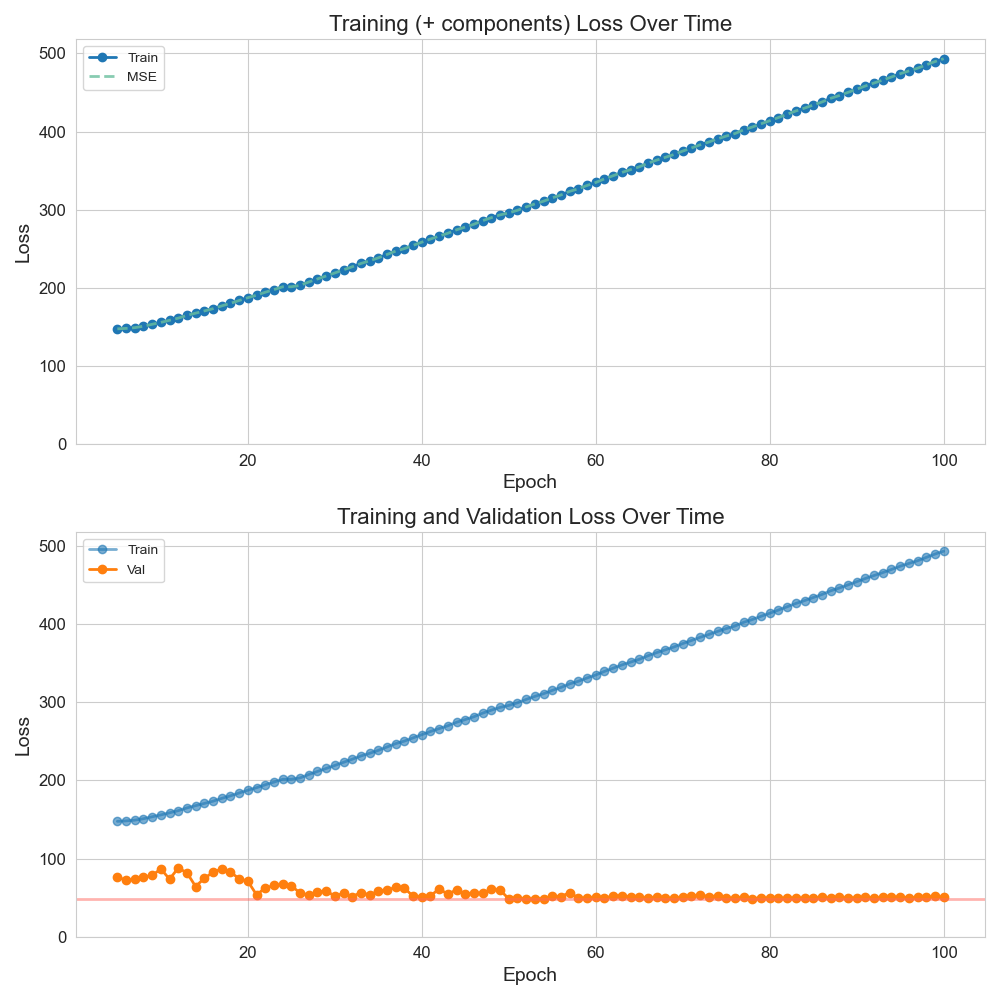 Training (+ components) Loss Over Time
500
400
300
200
100
0
Loss
Train
MSE
20 40 60 80 100
Epoch
Training and Validation Loss Over Time
500
400
300
200
100
0
Loss
Train
Val
20 40 60 80 100
Epoch